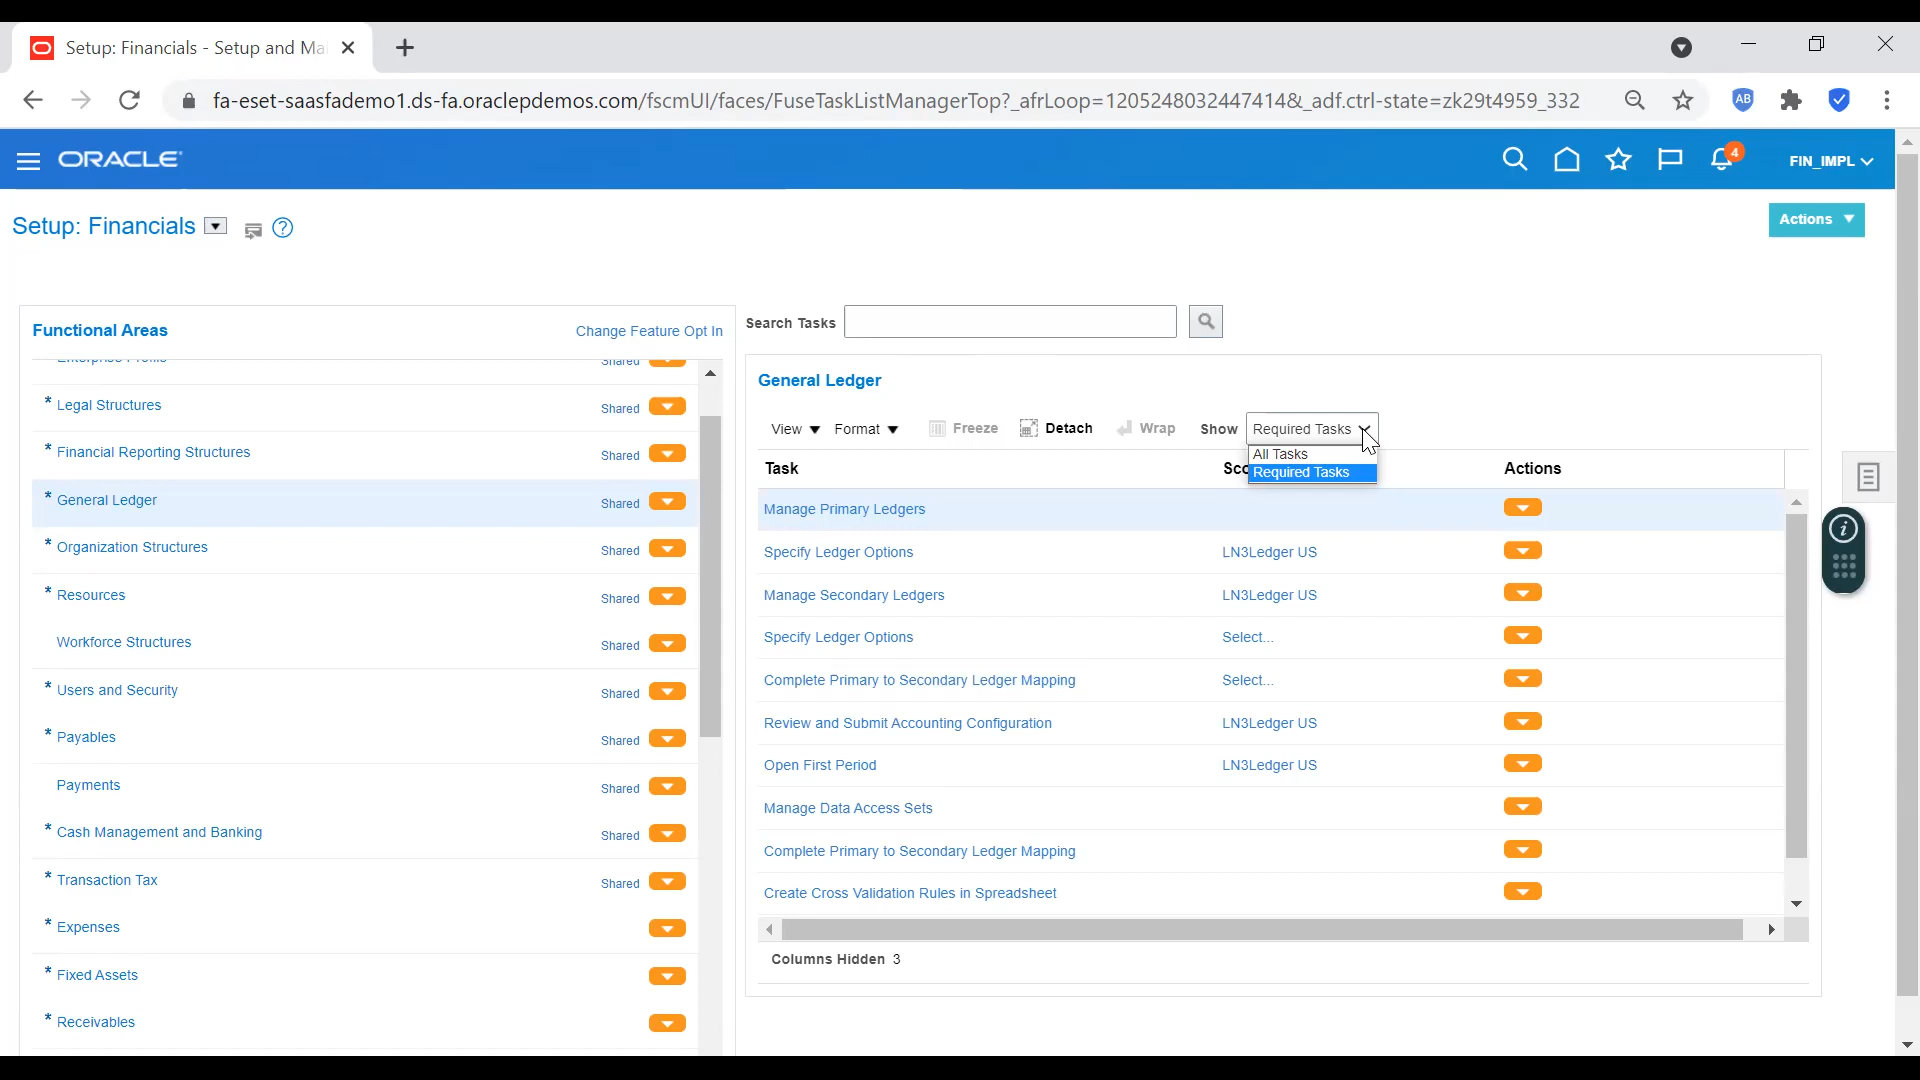 Setup: Financials - Setup and Ma
fa-eset-saasfademo1.ds-fa.oraclepdemos.com/fscmUI/faces/FuseTaskListManagerTop?_afrLoop=1205248032447414&_adf.ctrl-state=zk29t4959_332
AB
ORACLE
4
FIN_IMPL
Setup: Financials
?
Actions
Functional Areas
Change Feature Opt In
Enterprise Profile Shared
* Legal Structures Shared
* Financial Reporting Structures Shared
* General Ledger Shared
* Organization Structures Shared
* Resources Shared
Workforce Structures Shared
* Users and Security Shared
* Payables Shared
Payments Shared
* Cash Management and Banking Shared
* Transaction Tax Shared
* Expenses
* Fixed Assets
* Receivables
Search Tasks
General Ledger
View Format Freeze Detach Wrap Show Required Tasks
All Tasks
Required Tasks
Task Sco Actions
Manage Primary Ledgers
Specify Ledger Options LN3Ledger US
Manage Secondary Ledgers LN3Ledger US
Specify Ledger Options Select...
Complete Primary to Secondary Ledger Mapping Select...
Review and Submit Accounting Configuration LN3Ledger US
Open First Period LN3Ledger US
Manage Data Access Sets
Complete Primary to Secondary Ledger Mapping
Create Cross Validation Rules in Spreadsheet
Columns Hidden 3
i